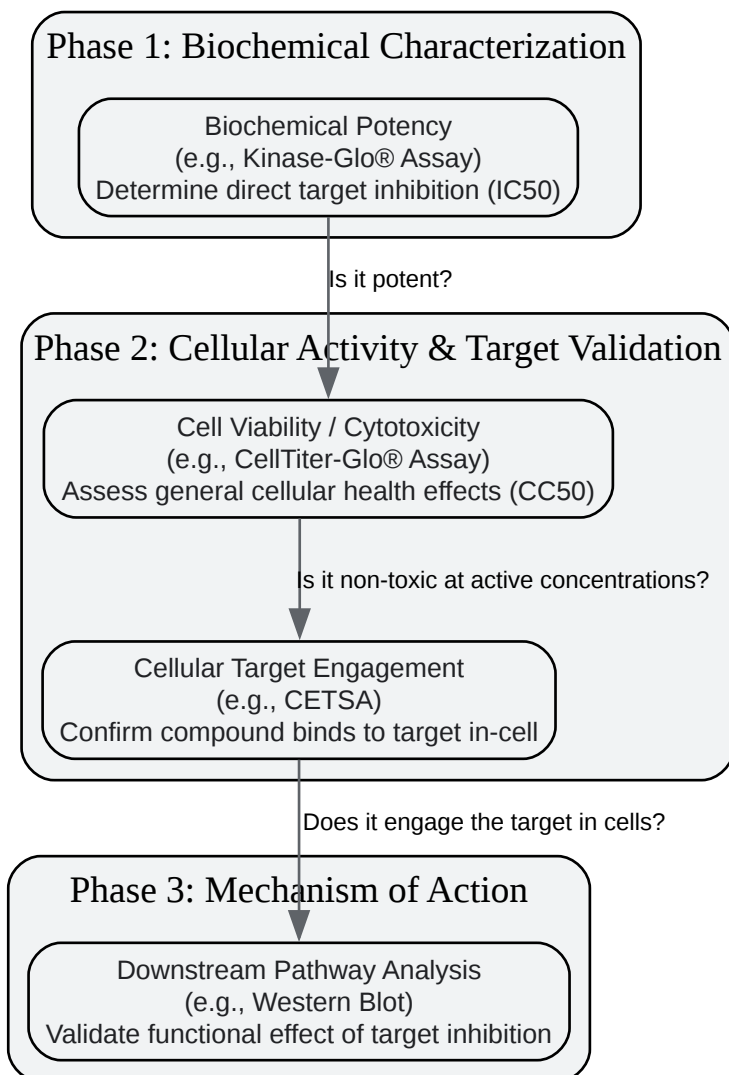 Phase 1: Biochemical Characterization
Biochemical Potency
(e.g., Kinase-Glo® Assay)
Determine direct target inhibition (IC50)
Is it potent?
Phase 2: Cellular Activity & Target Validation
Cell Viability / Cytotoxicity
(e.g., CellTiter-Glo® Assay)
Assess general cellular health effects (CC50)
Is it non-toxic at active concentrations?
Cellular Target Engagement
(e.g., CETSA)
Confirm compound binds to target in-cell
Does it engage the target in cells?
Phase 3: Mechanism of Action
Downstream Pathway Analysis
(e.g., Western Blot)
Validate functional effect of target inhibition